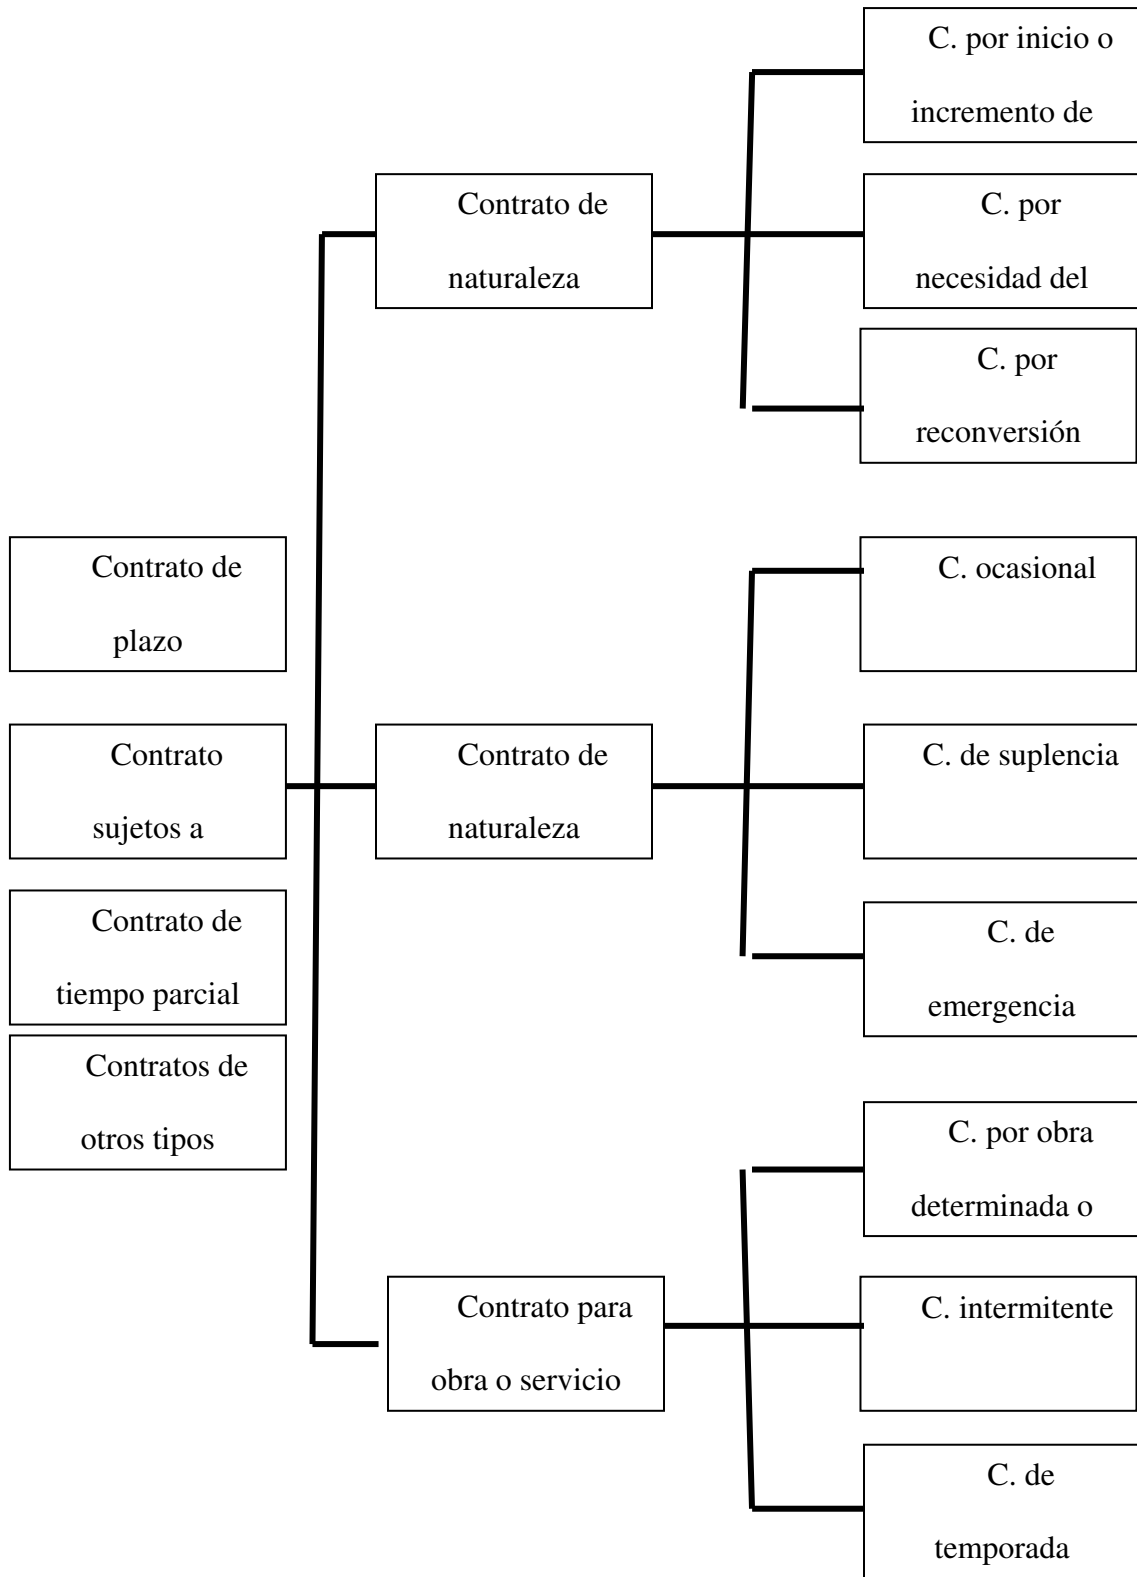 C. por inicio o
incremento de
Contrato de
naturaleza
C. por
necesidad del
C. por
reconversión
Contrato de
plazo
C. ocasional
Contrato
sujetos a
Contrato de
naturaleza
C. de suplencia
Contrato de
tiempo parcial
C. de
emergencia
Contratos de
otros tipos
C. por obra
determinada o
Contrato para
obra o servicio
C. intermitente
C. de
temporada